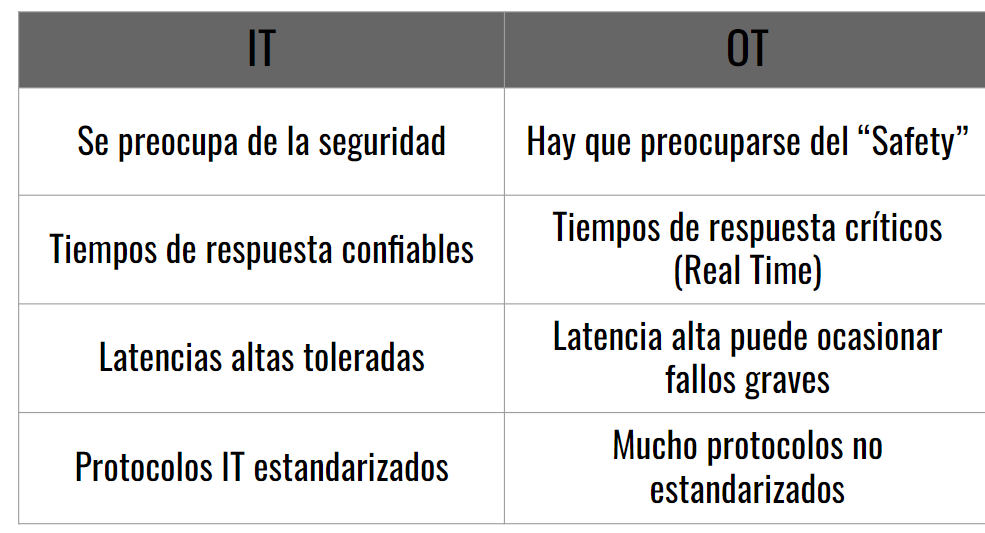 IT
OT
Se preocupa de la seguridad
Hay que preocuparse del “Safety”
Tiempos de respuesta confiables
Tiempos de respuesta críticos
(Real Time)
Latencias altas toleradas
Latencia alta puede ocasionar
fallos graves
Protocolos IT estandarizados
Mucho protocolos no
estandarizados